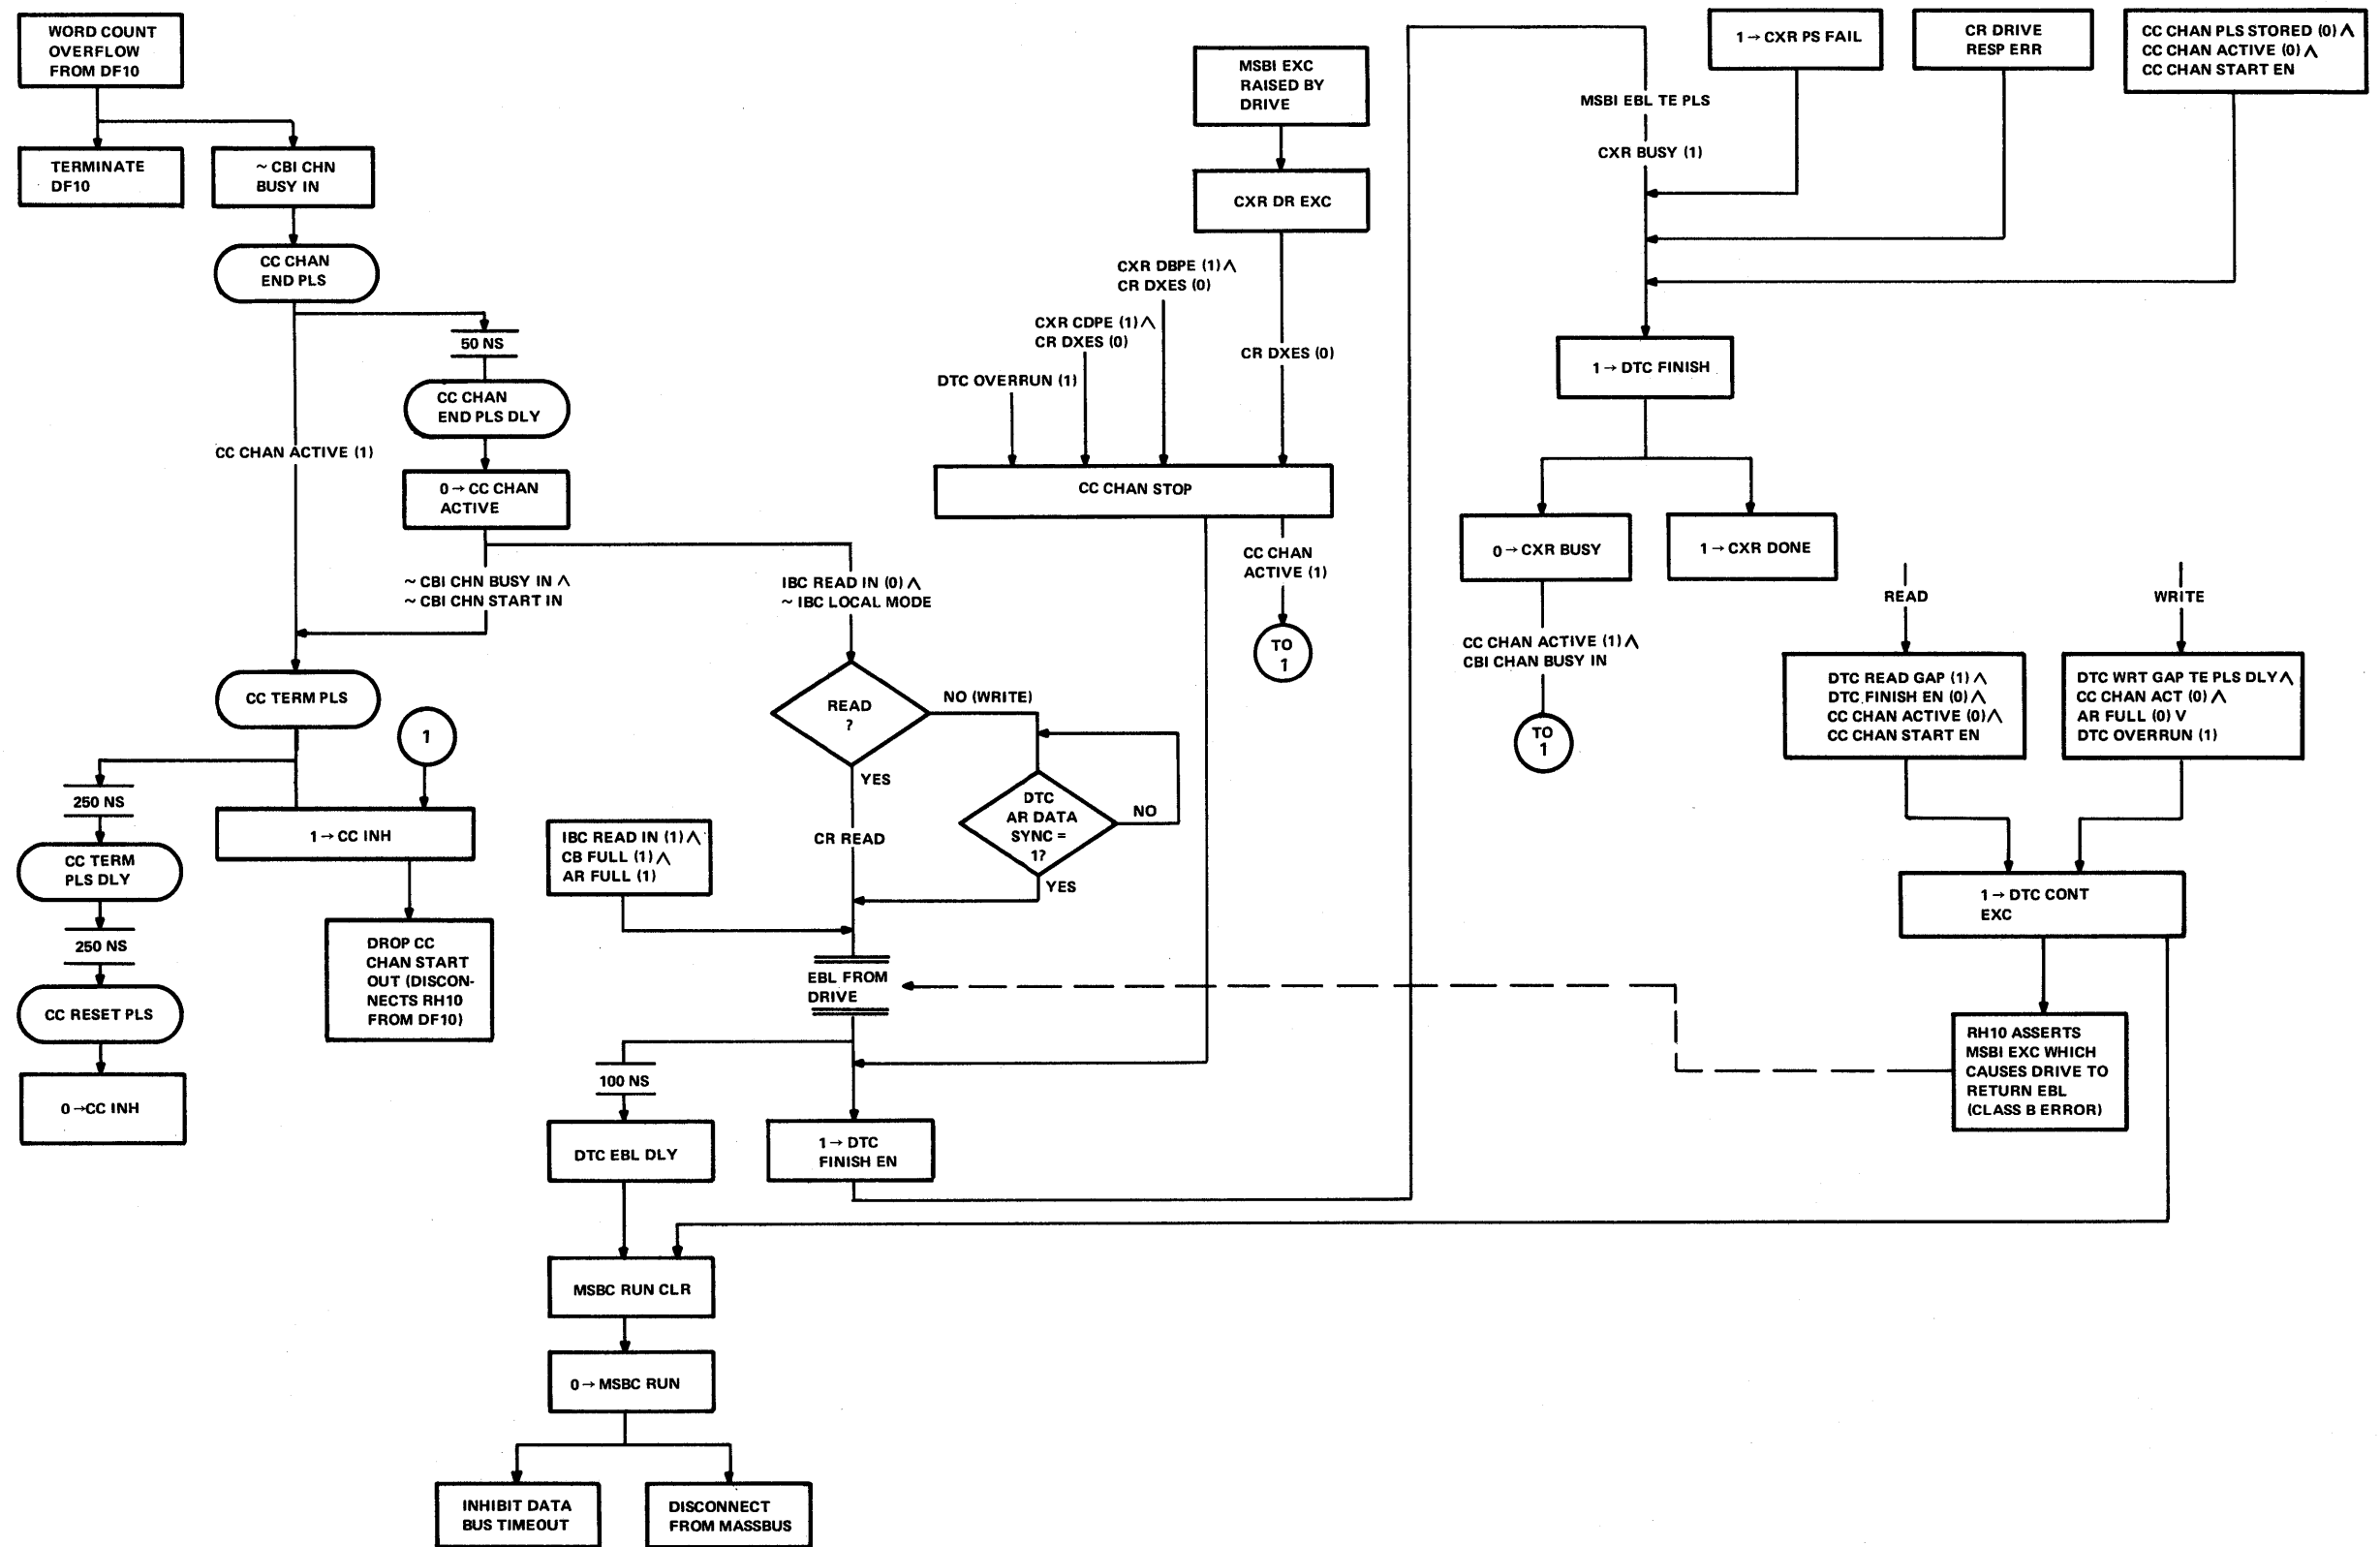 WORD COUNT
OVERFLOW
FROM DF10
TERMINATE
DF10
~ CBI CHN
BUSY IN
CC CHAN
END PLS
50 NS
CC CHAN
END PLS DLY
CC CHAN ACTIVE (1)
0 → CC CHAN
ACTIVE
~ CBI CHN BUSY IN ∧
~ CBI CHN START IN
IBC READ IN (0) ∧
~ IBC LOCAL MODE
CC TERM PLS
1
250 NS
1 → CC INH
CC TERM
PLS DLY
250 NS
CC RESET PLS
0 → CC INH
DROP CC
CHAN START
OUT (DISCON-
NECTS RH10
FROM DF10)
MSBI EXC
RAISED BY
DRIVE
CXR DR EXC
CXR DBPE (1) ∧
CR DXES (0)
CXR CDPE (1) ∧
CR DXES (0)
DTC OVERRUN (1)
CR DXES (0)
CC CHAN STOP
CC CHAN
ACTIVE (1)
TO
1
READ
?
NO (WRITE)
YES
DTC
AR DATA
SYNC =
1?
NO
YES
CR READ
IBC READ IN (1) ∧
CB FULL (1) ∧
AR FULL (1)
EBL FROM
DRIVE
100 NS
DTC EBL DLY
1 → DTC
FINISH EN
MSBC RUN CLR
0 → MSBC RUN
INHIBIT DATA
BUS TIMEOUT
DISCONNECT
FROM MASSBUS
1 → CXR PS FAIL
CR DRIVE
RESP ERR
CC CHAN PLS STORED (0) ∧
CC CHAN ACTIVE (0) ∧
CC CHAN START EN
MSBI EBL TE PLS
CXR BUSY (1)
1 → DTC FINISH
0 → CXR BUSY
1 → CXR DONE
CC CHAN ACTIVE (1) ∧
CBI CHAN BUSY IN
TO
1
READ
WRITE
DTC READ GAP (1) ∧
DTC FINISH EN (0) ∧
CC CHAN ACTIVE (0) ∧
CC CHAN START EN
DTC WRT GAP TE PLS DLY ∧
CC CHAN ACT (0) ∧
AR FULL (0) V
DTC OVERRUN (1)
1 → DTC CONT
EXC
RH10 ASSERTS
MSBI EXC WHICH
CAUSES DRIVE TO
RETURN EBL
(CLASS B ERROR)